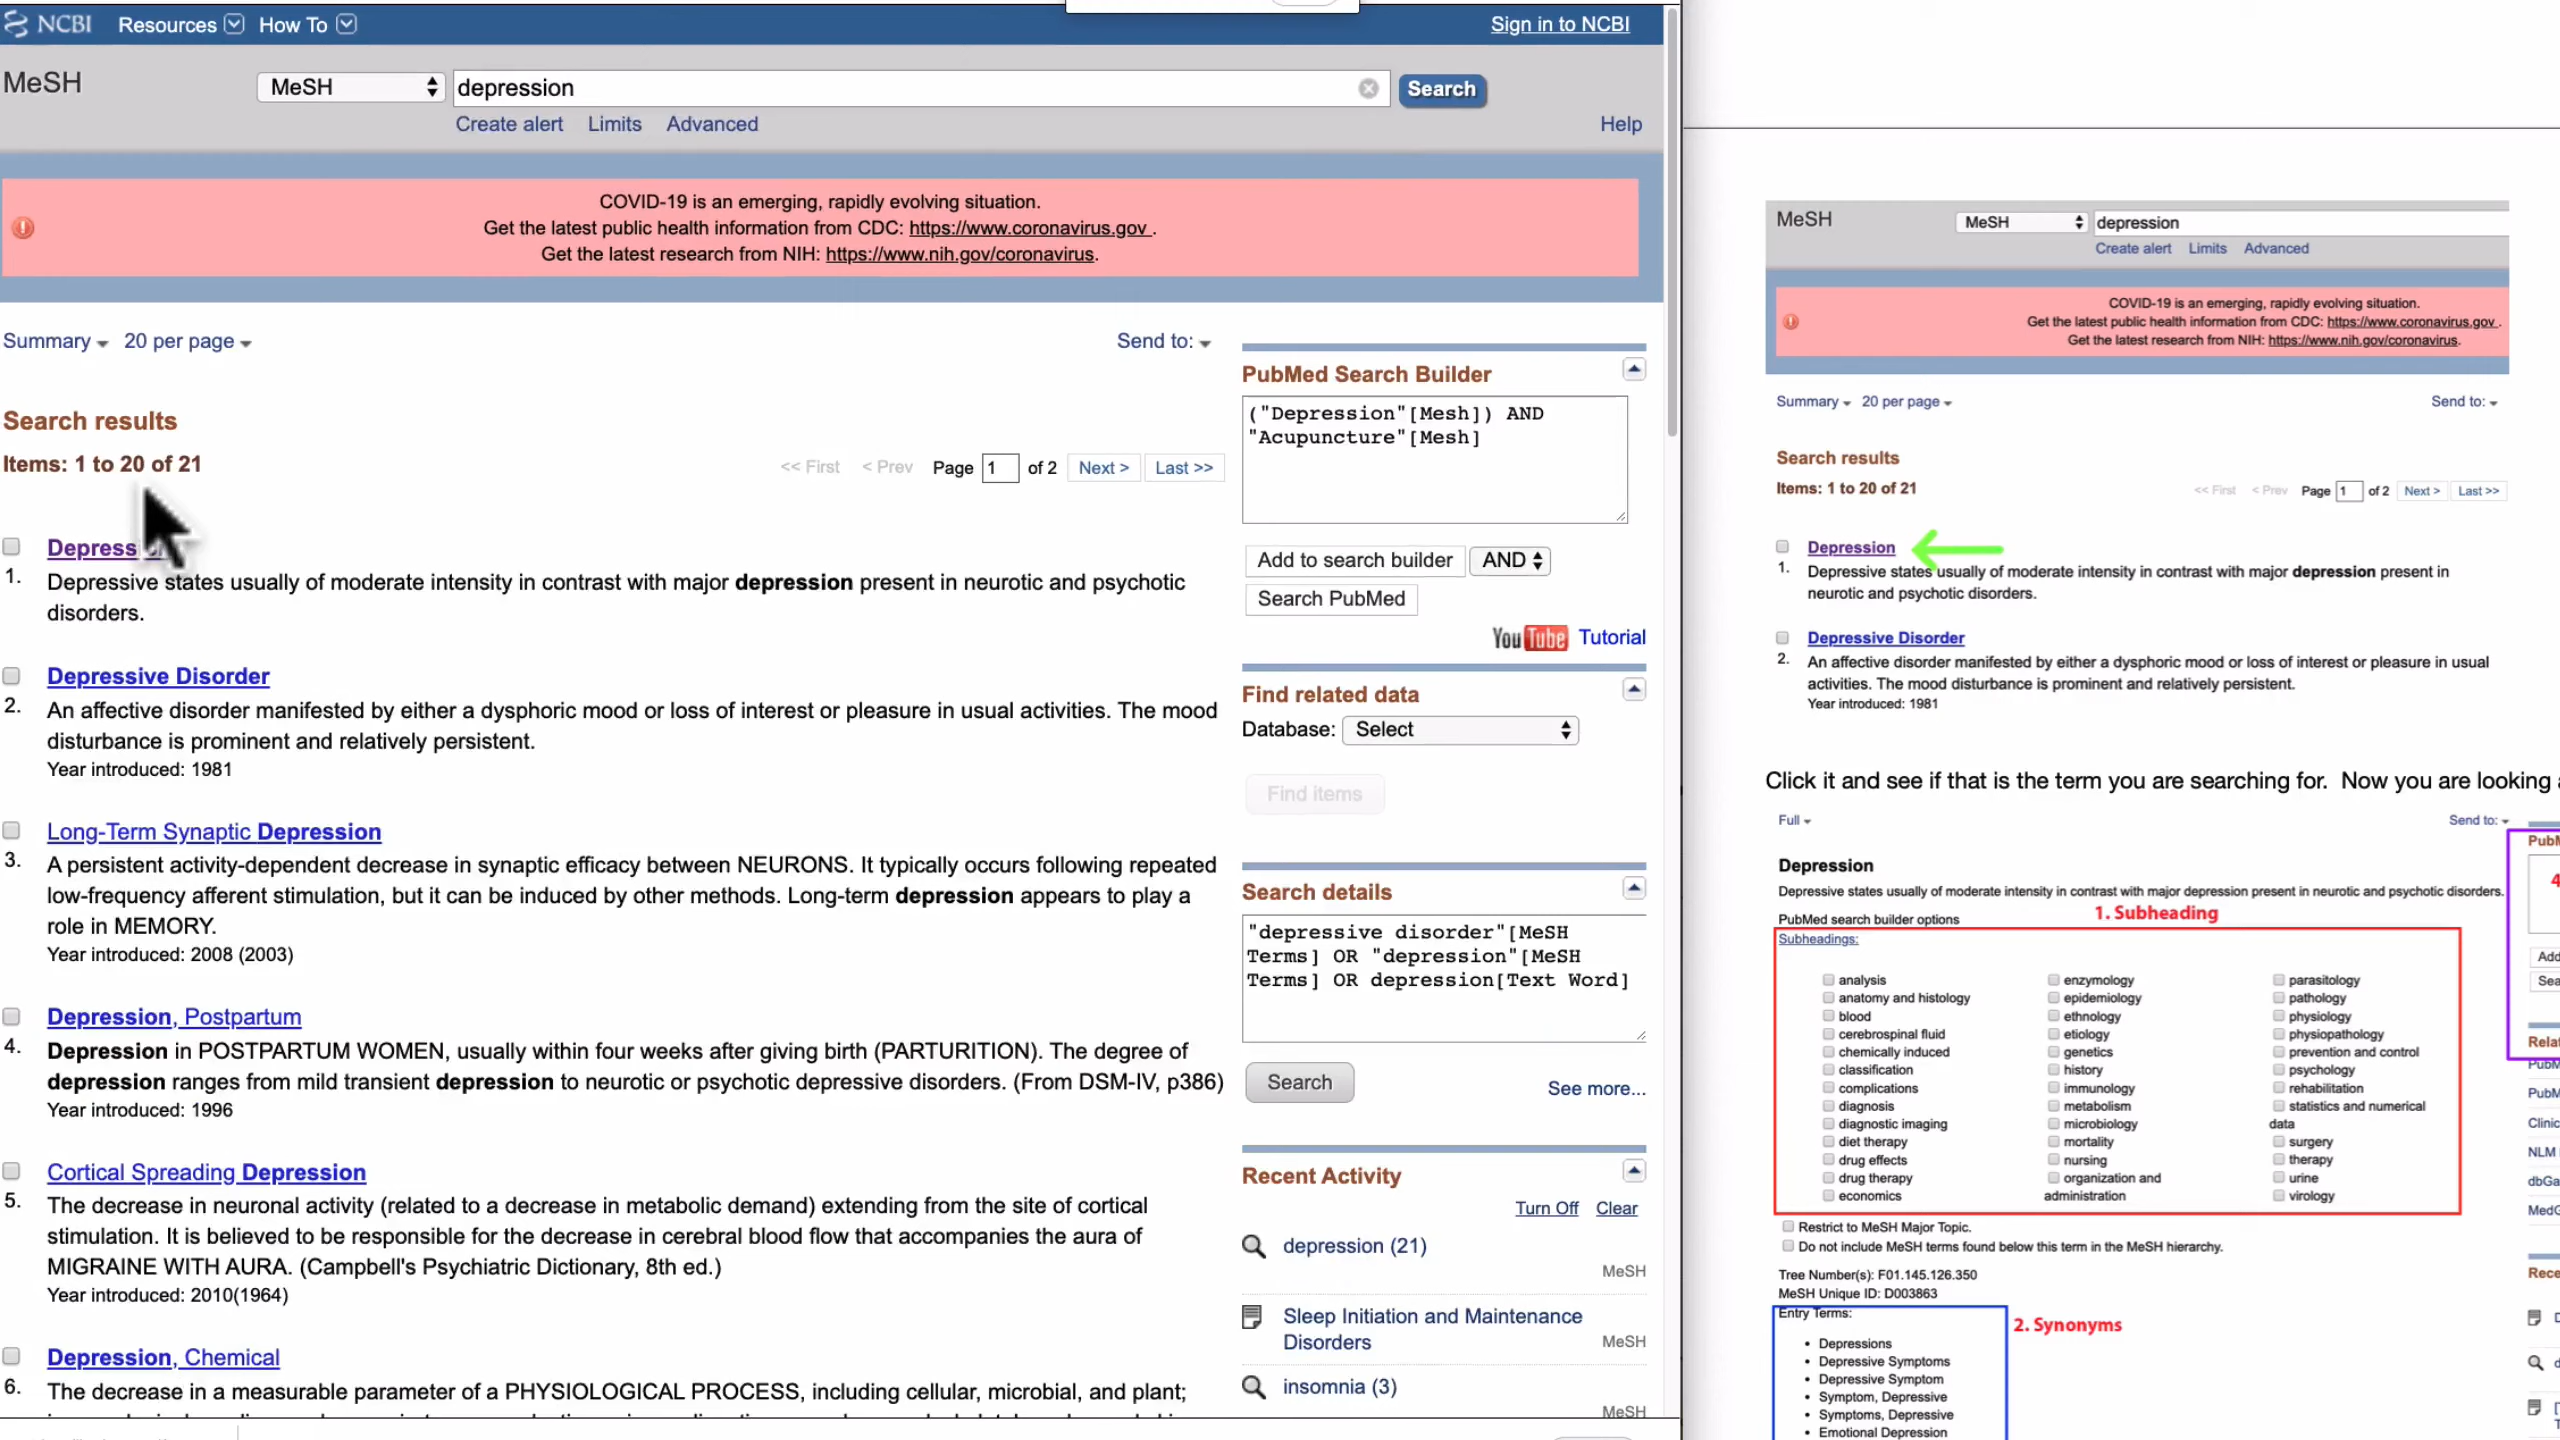 NCBI Resources How To Sign in to NCBI
MeSH MeSH depression Search
Create alert Limits Advanced Help
COVID-19 is an emerging, rapidly evolving situation.
Get the latest public health information from CDC: https://www.coronavirus.gov .
Get the latest research from NIH: https://www.nih.gov/coronavirus.
Summary 20 per page Send to:
Search results
Items: 1 to 20 of 21
<< First < Prev Page 1 of 2 Next > Last >>
Depression
1. Depressive states usually of moderate intensity in contrast with major depression present in neurotic and psychotic
disorders.
Depressive Disorder
2. An affective disorder manifested by either a dysphoric mood or loss of interest or pleasure in usual activities. The mood
disturbance is prominent and relatively persistent.
Year introduced: 1981
Long-Term Synaptic Depression
3. A persistent activity-dependent decrease in synaptic efficacy between NEURONS. It typically occurs following repeated
low-frequency afferent stimulation, but it can be induced by other methods. Long-term depression appears to play a
role in MEMORY.
Year introduced: 2008 (2003)
Depression, Postpartum
4. Depression in POSTPARTUM WOMEN, usually within four weeks after giving birth (PARTURITION). The degree of
depression ranges from mild transient depression to neurotic or psychotic depressive disorders. (From DSM-IV, p386)
Year introduced: 1996
Cortical Spreading Depression
5. The decrease in neuronal activity (related to a decrease in metabolic demand) extending from the site of cortical
stimulation. It is believed to be responsible for the decrease in cerebral blood flow that accompanies the aura of
MIGRAINE WITH AURA. (Campbell's Psychiatric Dictionary, 8th ed.)
Year introduced: 2010(1964)
Depression, Chemical
6. The decrease in a measurable parameter of a PHYSIOLOGICAL PROCESS, including cellular, microbial, and plant;
PubMed Search Builder
("Depression"[Mesh]) AND
"Acupuncture"[Mesh]
Add to search builder AND
Search PubMed
YouTube Tutorial
Find related data
Database: Select
Find items
Search details
"depressive disorder"[MeSH
Terms] OR "depression"[MeSH
Terms] OR depression[Text Word]
Search See more...
Recent Activity
Turn Off Clear
depression (21)
MeSH
Sleep Initiation and Maintenance
Disorders
MeSH
insomnia (3)
MeSH
MeSH MeSH depression
Create alert Limits Advanced
COVID-19 is an emerging, rapidly evolving situation.
Get the latest public health information from CDC: https://www.coronavirus.gov .
Get the latest research from NIH: https://www.nih.gov/coronavirus.
Summary 20 per page Send to:
Search results
Items: 1 to 20 of 21
<< First < Prev Page 1 of 2 Next > Last >>
Depression
1. Depressive states usually of moderate intensity in contrast with major depression present in
neurotic and psychotic disorders.
Depressive Disorder
2. An affective disorder manifested by either a dysphoric mood or loss of interest or pleasure in usual
activities. The mood disturbance is prominent and relatively persistent.
Year introduced: 1981
Click it and see if that is the term you are searching for. Now you are looking
Full Send to:
Depression
Depressive states usually of moderate intensity in contrast with major depression present in neurotic and psychotic disorders.
PubMed search builder options
1. Subheading
Subheadings:
analysis enzymology parasitology
anatomy and histology epidemiology pathology
blood ethnology physiology
cerebrospinal fluid etiology physiopathology
chemically induced genetics prevention and control
classification history psychology
complications immunology rehabilitation
diagnosis metabolism statistics and numerical
diagnostic imaging microbiology data
diet therapy mortality surgery
drug effects nursing therapy
drug therapy organization and urine
economics administration virology
Restrict to MeSH Major Topic.
Do not include MeSH terms found below this term in the MeSH hierarchy.
Tree Number(s): F01.145.126.350
MeSH Unique ID: D003863
Entry Terms:
2. Synonyms
• Depressions
• Depressive Symptoms
• Depressive Symptom
• Symptom, Depressive
• Symptoms, Depressive
• Emotional Depression
4